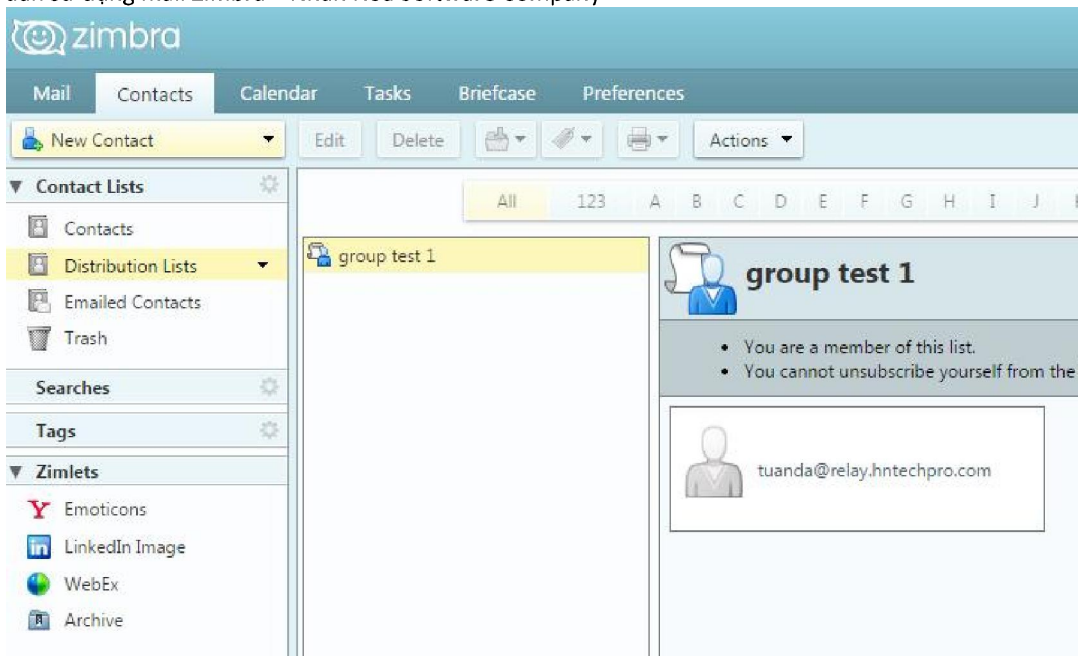 zimbra
Mail Contacts Calendar Tasks Briefcase Preferences
New Contact Edit Delete Actions
Contact Lists
All 123 A B C D E F G H I J
Contacts
Distribution Lists
Emailed Contacts
Trash
Searches
Tags
Zimlets
Emoticons
LinkedIn Image
WebEx
Archive
group test 1
group test 1
• You are a member of this list.
• You cannot unsubscribe yourself from the
tuanda@relay.hntechpro.com